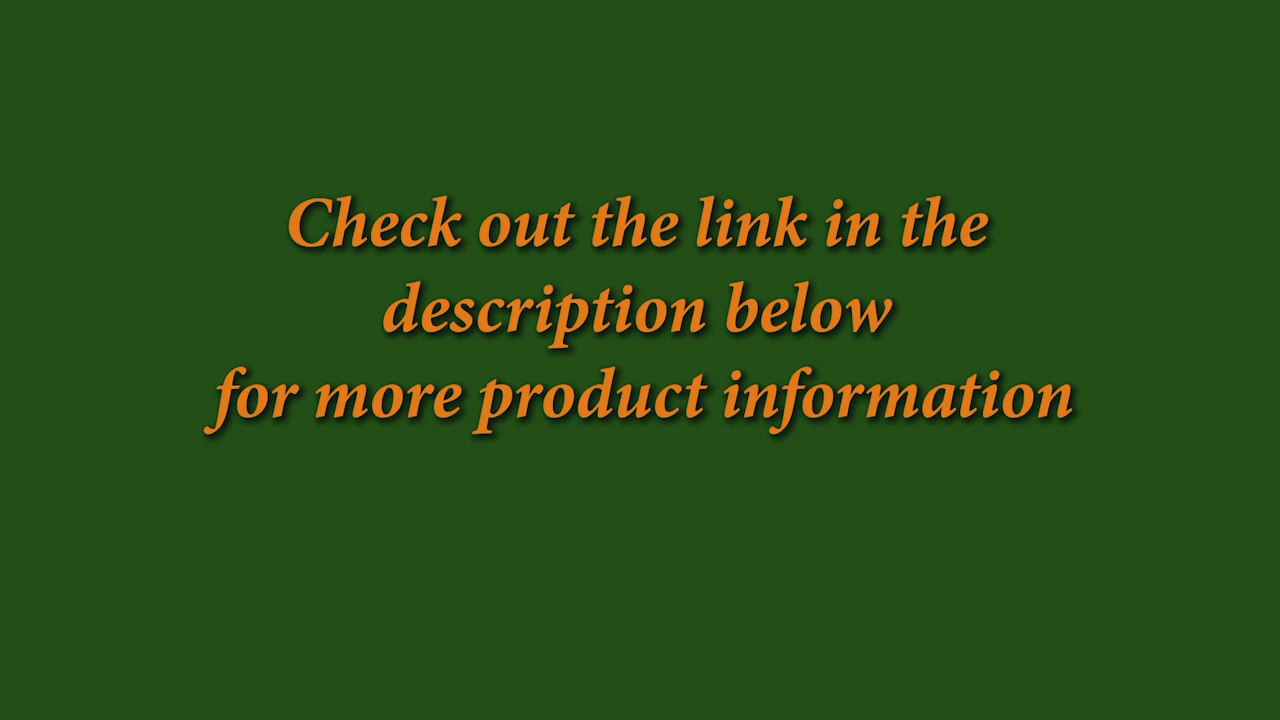 Check out the link in the
description below
for more product information